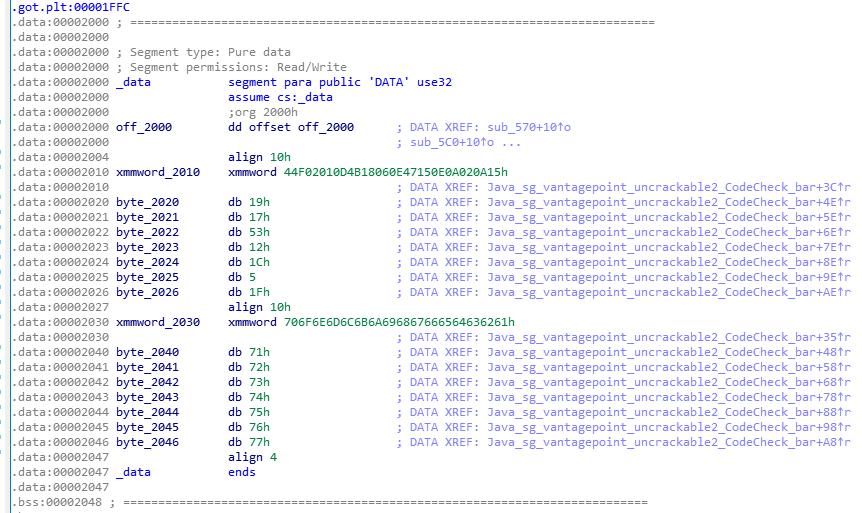 .got.plt:00001FFC
.data:00002000 ; ===========================================================================
.data:00002000
.data:00002000 ; Segment type: Pure data
.data:00002000 ; Segment permissions: Read/Write
.data:00002000 _data segment para public 'DATA' use32
.data:00002000 assume cs:_data
.data:00002000 ;org 2000h
.data:00002000 off_2000 dd offset off_2000 ; DATA XREF: sub_570+10↑o
.data:00002000 ; sub_5C0+10↑o ...
.data:00002004 align 10h
.data:00002010 xmmword_2010 xmmword 44F02010D4B18060E47150E0A020A15h
.data:00002010 ; DATA XREF: Java_sg_vantagepoint_uncrackable2_CodeCheck_bar+3C↑r
.data:00002020 byte_2020 db 19h ; DATA XREF: Java_sg_vantagepoint_uncrackable2_CodeCheck_bar+4E↑r
.data:00002021 byte_2021 db 17h ; DATA XREF: Java_sg_vantagepoint_uncrackable2_CodeCheck_bar+5E↑r
.data:00002022 byte_2022 db 53h ; DATA XREF: Java_sg_vantagepoint_uncrackable2_CodeCheck_bar+6E↑r
.data:00002023 byte_2023 db 12h ; DATA XREF: Java_sg_vantagepoint_uncrackable2_CodeCheck_bar+7E↑r
.data:00002024 byte_2024 db 1Ch ; DATA XREF: Java_sg_vantagepoint_uncrackable2_CodeCheck_bar+8E↑r
.data:00002025 byte_2025 db 5 ; DATA XREF: Java_sg_vantagepoint_uncrackable2_CodeCheck_bar+9E↑r
.data:00002026 byte_2026 db 1Fh ; DATA XREF: Java_sg_vantagepoint_uncrackable2_CodeCheck_bar+AE↑r
.data:00002027 align 10h
.data:00002030 xmmword_2030 xmmword 706F6E6D6C6B6A696867666564636261h
.data:00002030 ; DATA XREF: Java_sg_vantagepoint_uncrackable2_CodeCheck_bar+35↑r
.data:00002040 byte_2040 db 71h ; DATA XREF: Java_sg_vantagepoint_uncrackable2_CodeCheck_bar+48↑r
.data:00002041 byte_2041 db 72h ; DATA XREF: Java_sg_vantagepoint_uncrackable2_CodeCheck_bar+58↑r
.data:00002042 byte_2042 db 73h ; DATA XREF: Java_sg_vantagepoint_uncrackable2_CodeCheck_bar+68↑r
.data:00002043 byte_2043 db 74h ; DATA XREF: Java_sg_vantagepoint_uncrackable2_CodeCheck_bar+78↑r
.data:00002044 byte_2044 db 75h ; DATA XREF: Java_sg_vantagepoint_uncrackable2_CodeCheck_bar+88↑r
.data:00002045 byte_2045 db 76h ; DATA XREF: Java_sg_vantagepoint_uncrackable2_CodeCheck_bar+98↑r
.data:00002046 byte_2046 db 77h ; DATA XREF: Java_sg_vantagepoint_uncrackable2_CodeCheck_bar+A8↑r
.data:00002047 align 4
.data:00002047 _data ends
.data:00002047
.bss:00002048 ; ===========================================================================